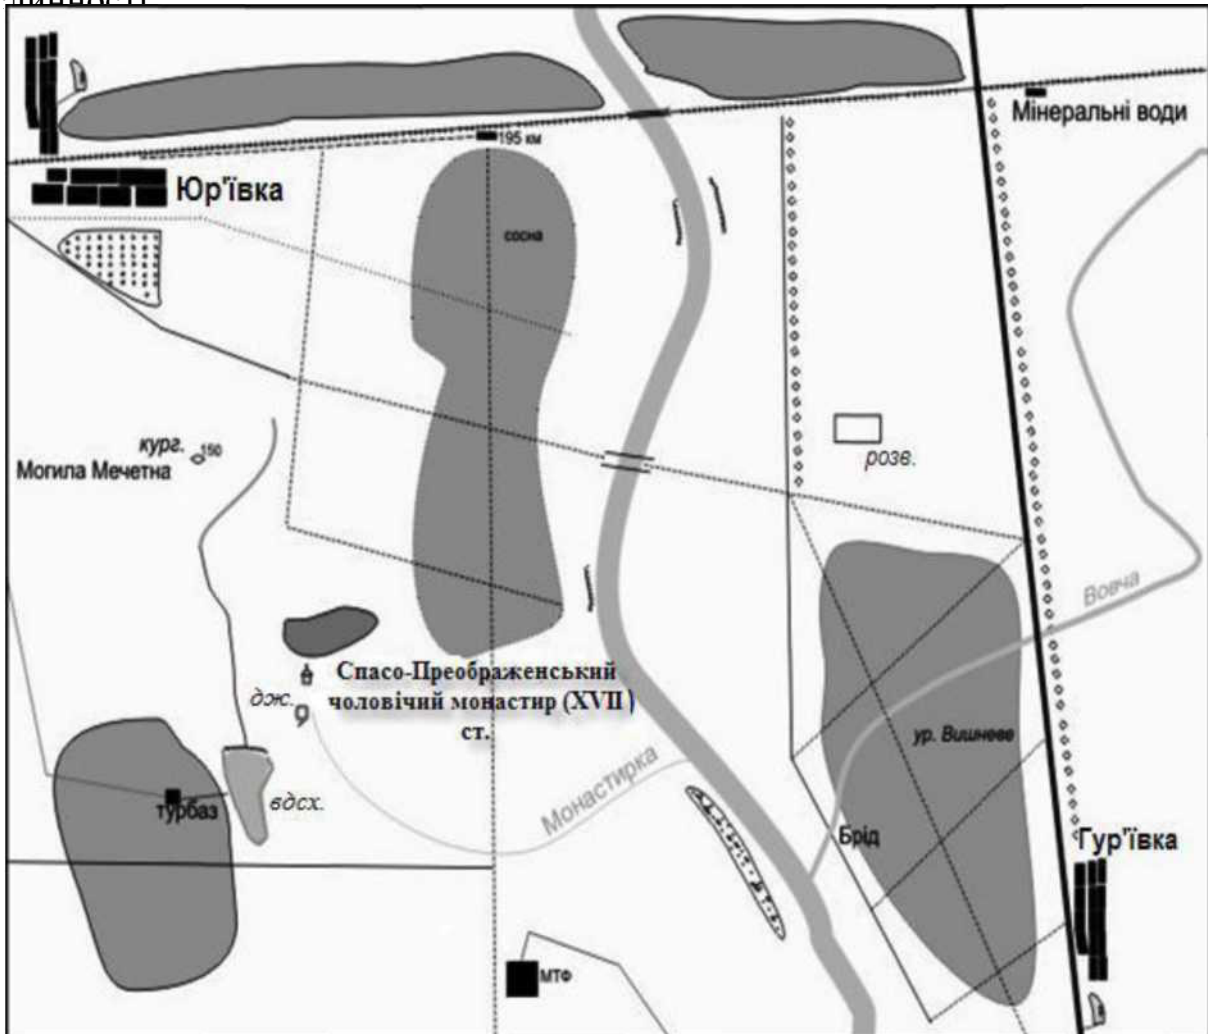 195 км
Мінеральні води
Юр'ївка
сосна
кург. 150
Могила Мечетна
розв.
Вовча
Спасо-Преображенський
чоловічий монастир (XVII)
ст.
дж.
ур. Вишневе
Монастирка
вдсх.
турбаз
Брід
Гур'ївка
МТФ